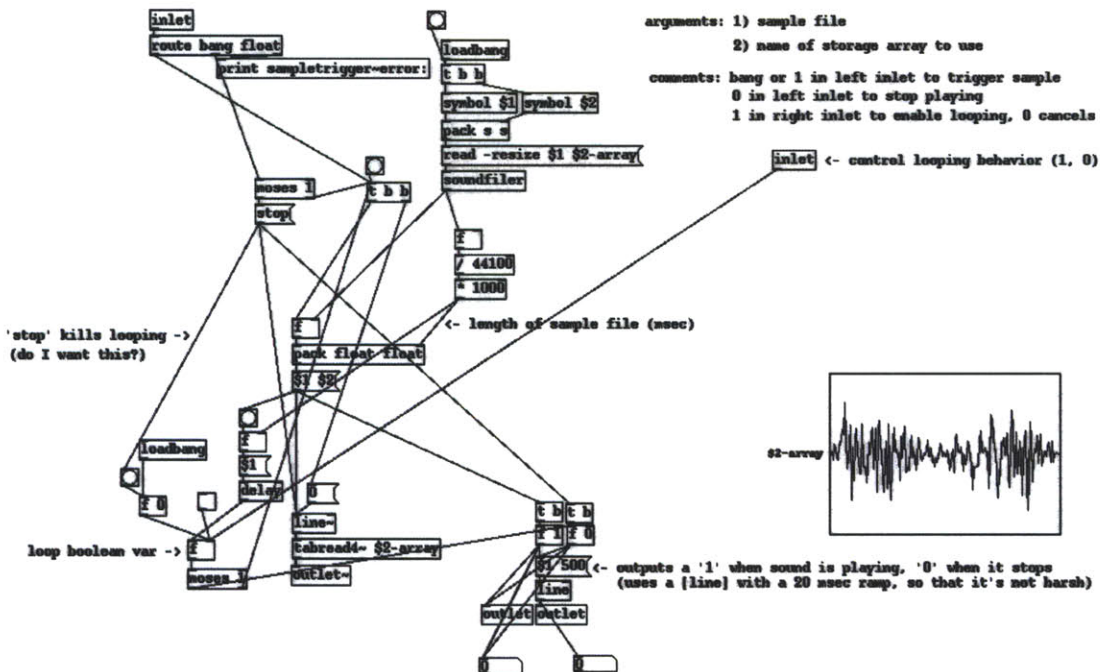 inlet
route bang float
print sampletrigger~error:
loadbang
t b b
symbol $1
symbol $2
pack s s
read -resize $1 $2-array
soundfiler
arguments: 1) sample file
2) name of storage array to use
comments: bang or 1 in left inlet to trigger sample
0 in left inlet to stop playing
1 in right inlet to enable looping, 0 cancels
inlet <- control looping behavior (1, 0)
moses 1
t b b
stop
f
/ 44100
* 1000
<- length of sample file (msec)
'stop' kills looping ->
(do I want this?)
f
pack float float
$1 $2
loadbang
f
$1
delay
f 0
0
line~
tabread4~ $2-array
outlet~
loop boolean var ->
f
moses 1
$2-array
t b
t b
f 1
f 0
$1 500
<- outputs a '1' when sound is playing, '0' when it stops
(uses a [line] with a 20 msec ramp, so that it's not harsh)
line
outlet
outlet
0
0